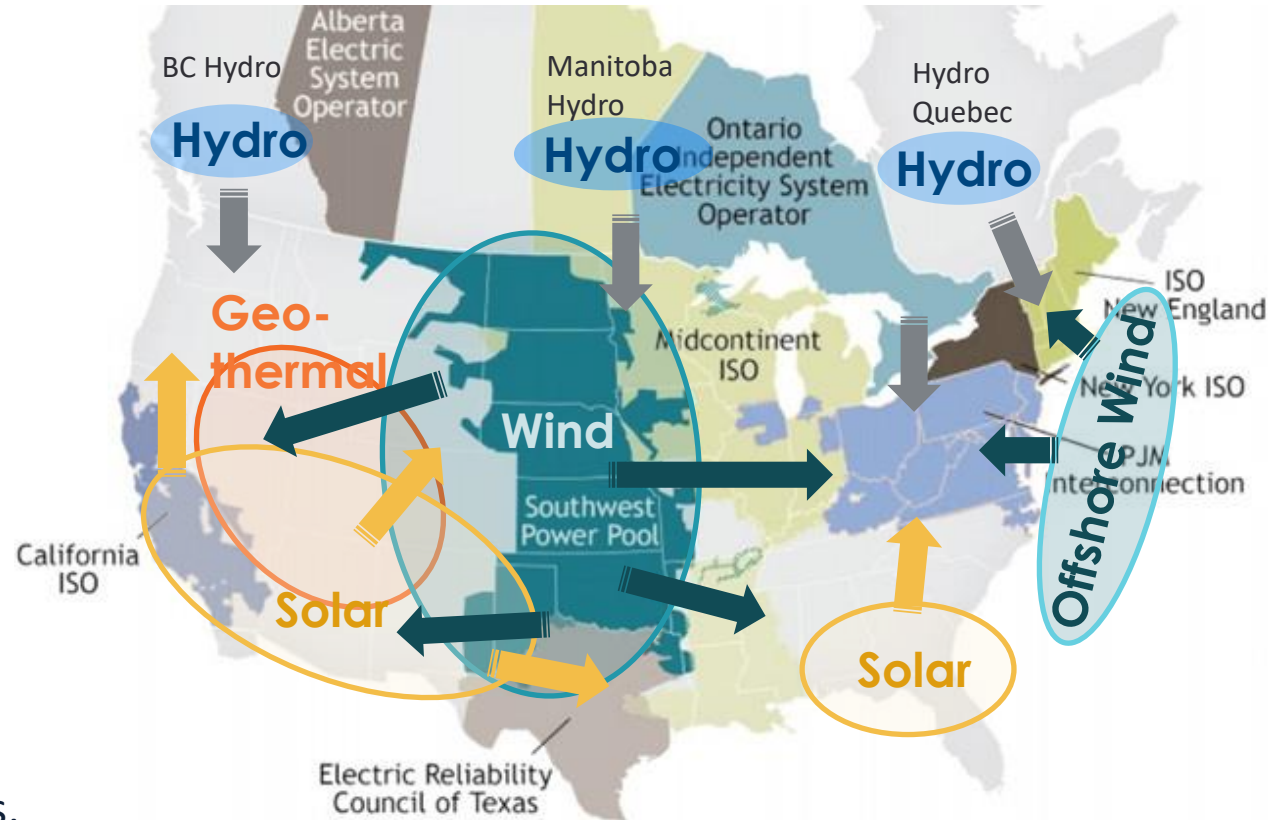 Alberta
Electric
System
Operator
BC Hydro
Hydro
Manitoba
Hydro
Hydro
Ontario
Independent
Electricity System
Operator
Hydro
Quebec
Hydro
ISO
New England
Geo-
thermal
Midcontinent
ISO
New York ISO
Wind
Offshore Wind
PJM
Interconnection
Southwest
Power Pool
California
ISO
Solar
Solar
Electric Reliability
Council of Texas
s.